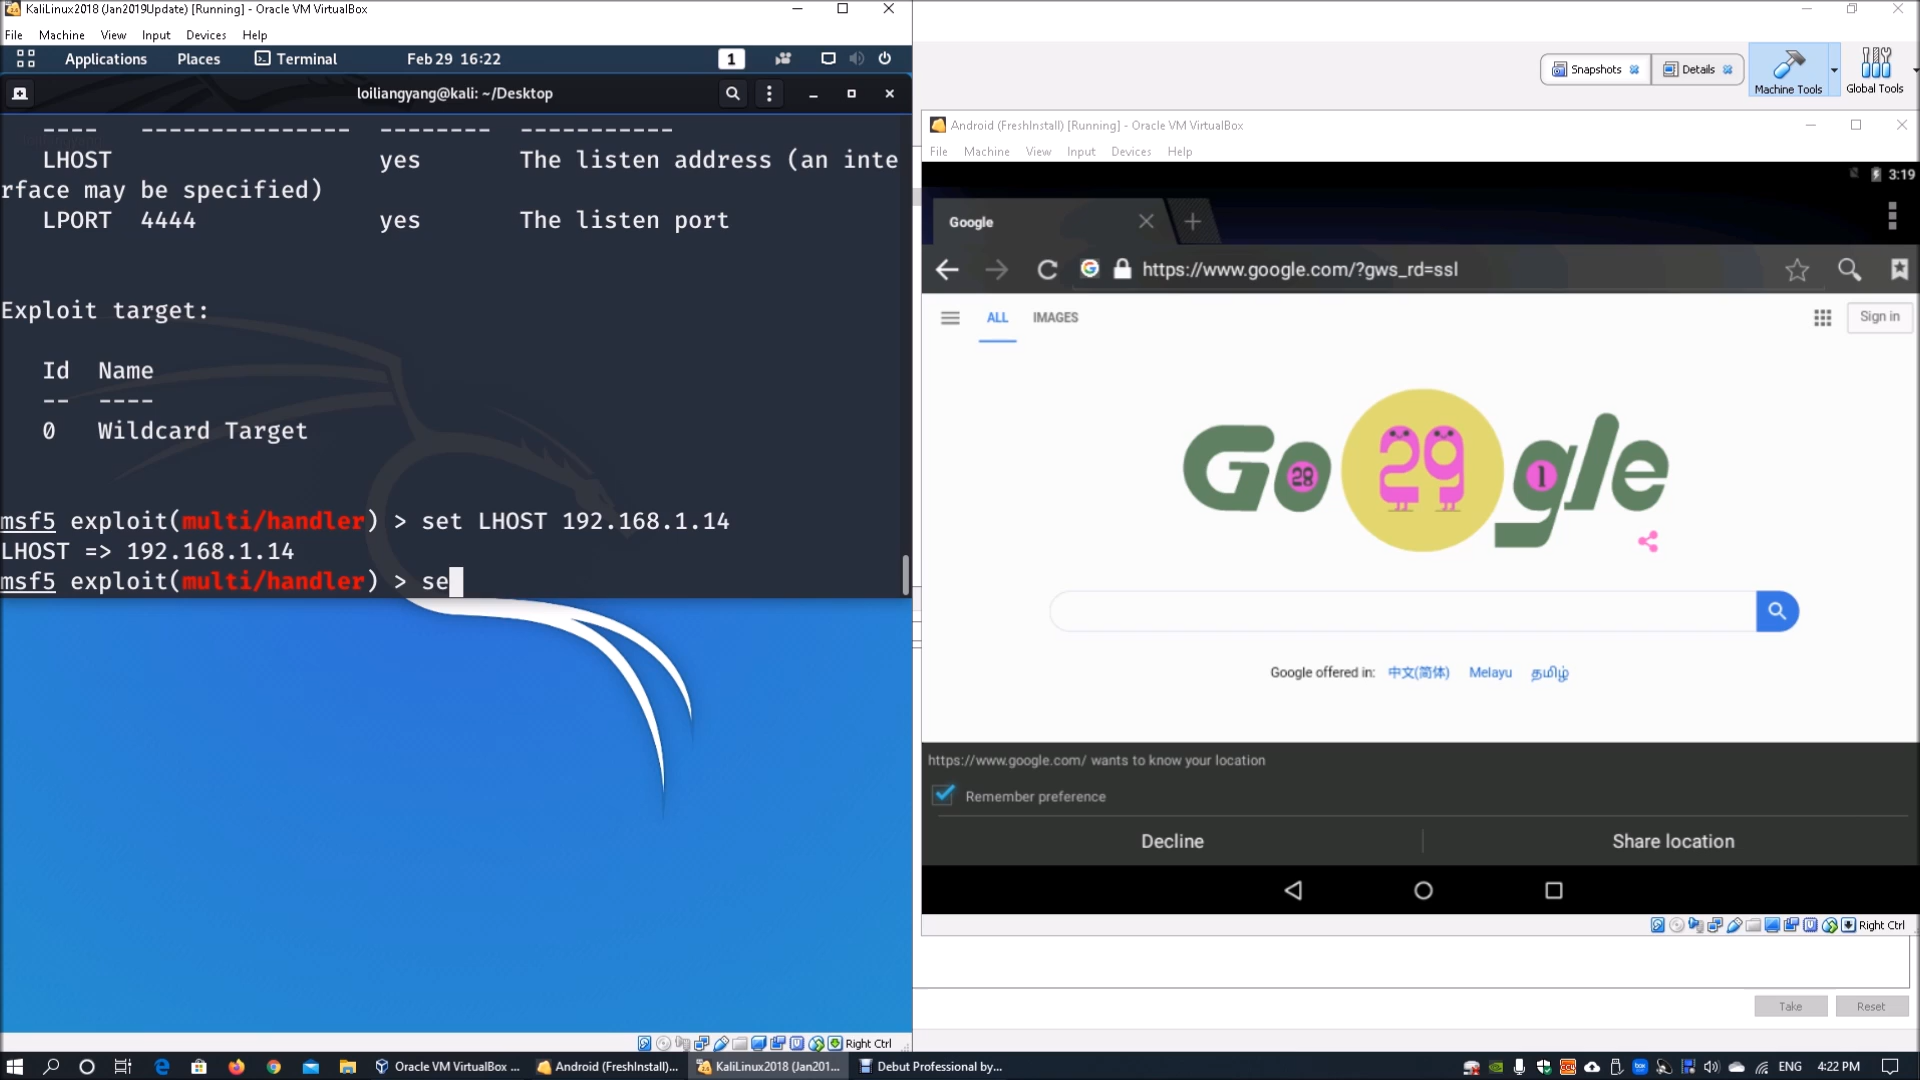 KaliLinux2018 (Jan2019Update) [Running] - Oracle VM VirtualBox
File Machine View Input Devices Help
Applications Places Terminal Feb 29 16:22 1
loiliangyang@kali: ~/Desktop
---- --------------- -------- -----------
LHOST yes The listen address (an inte
rface may be specified)
LPORT 4444 yes The listen port
Exploit target:
Id Name
-- ----
0 Wildcard Target
msf5 exploit(multi/handler) > set LHOST 192.168.1.14
LHOST => 192.168.1.14
msf5 exploit(multi/handler) > se
Right Ctrl
Snapshots Details Machine Tools Global Tools
Android (FreshInstall) [Running] - Oracle VM VirtualBox
File Machine View Input Devices Help
3:19
Google
https://www.google.com/?gws_rd=ssl
ALL IMAGES Sign in
Go 28 29 1 gle
Google offered in: 中文(简体) Melayu தமிழ்
https://www.google.com/ wants to know your location
Remember preference
Decline Share location
Right Ctrl
Take Reset
Oracle VM VirtualBox ... Android (FreshInstall)... KaliLinux2018 (Jan201... Debut Professional by... ENG 4:22 PM